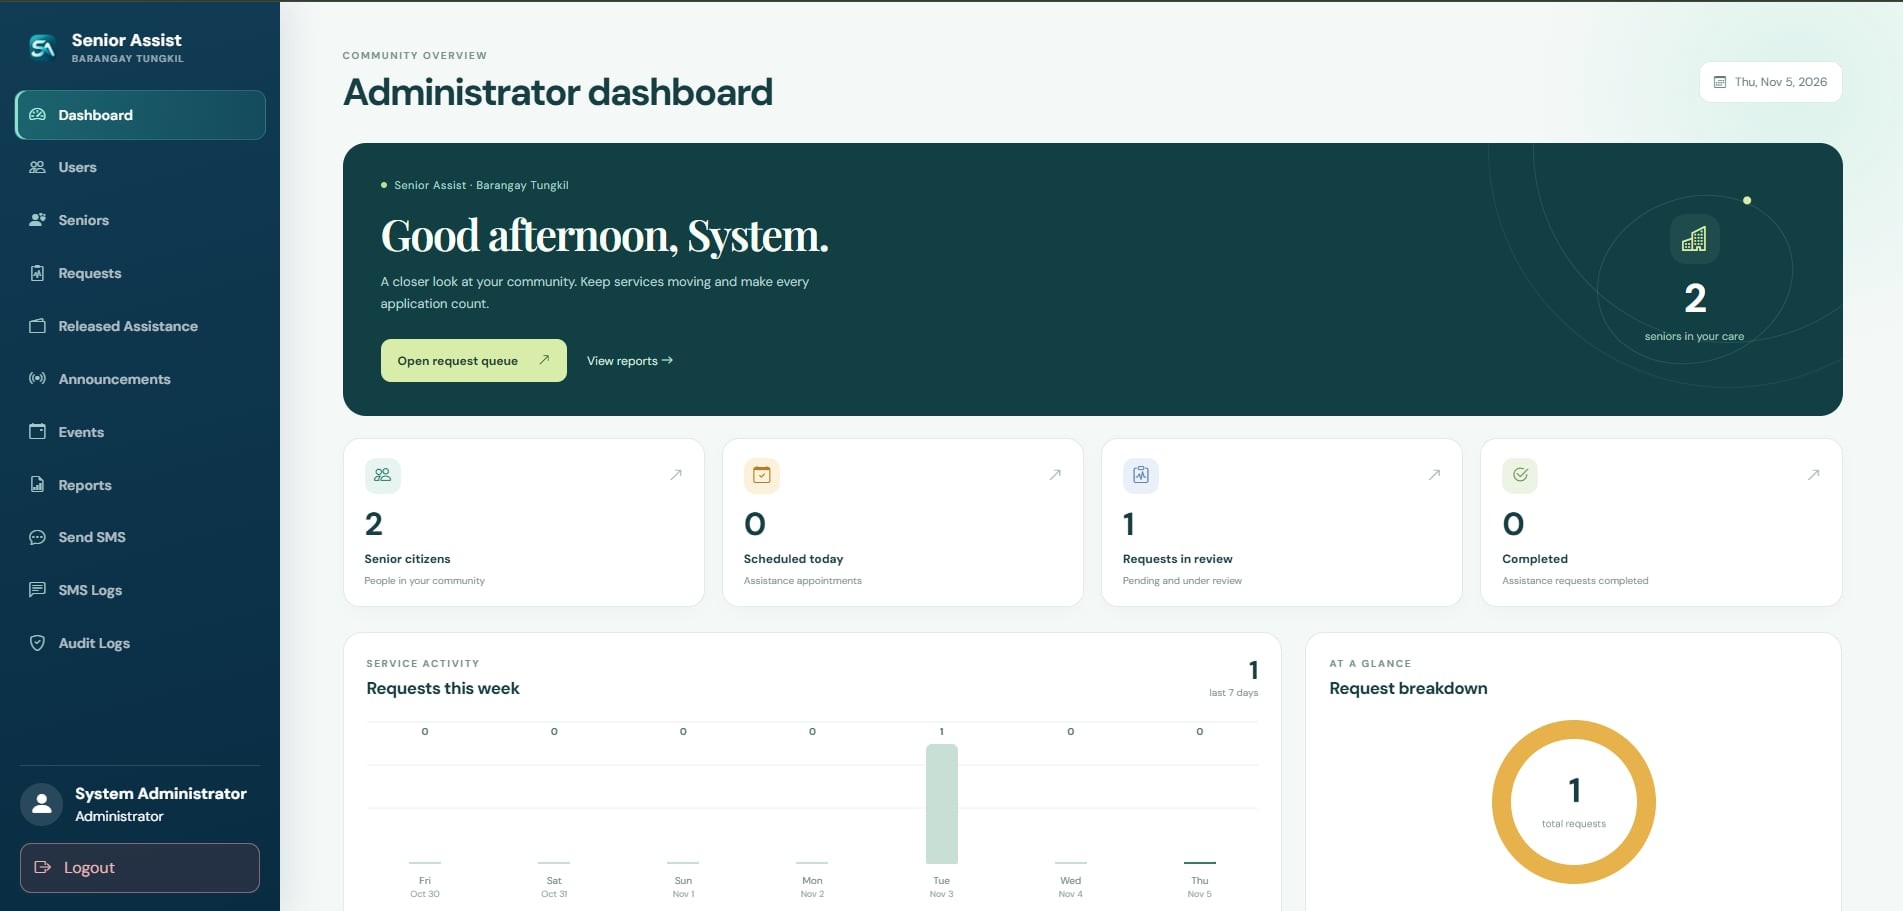 Senior Assist
BARANGAY TUNGKIL
Dashboard
Users
Seniors
Requests
Released Assistance
Announcements
Events
Reports
Send SMS
SMS Logs
Audit Logs
System Administrator
Administrator
Logout
COMMUNITY OVERVIEW
Administrator dashboard
Thu, Nov 5, 2026
Senior Assist · Barangay Tungkil
Good afternoon, System.
A closer look at your community. Keep services moving and make every
application count.
Open request queue ↗
View reports →
2
seniors in your care
2
Senior citizens
People in your community
0
Scheduled today
Assistance appointments
1
Requests in review
Pending and under review
0
Completed
Assistance requests completed
SERVICE ACTIVITY
Requests this week
1
last 7 days
0 0 0 0 1 0 0
Fri Sat Sun Mon Tue Wed Thu
Oct 30 Oct 31 Nov 1 Nov 2 Nov 3 Nov 4 Nov 5
AT A GLANCE
Request breakdown
1
total requests